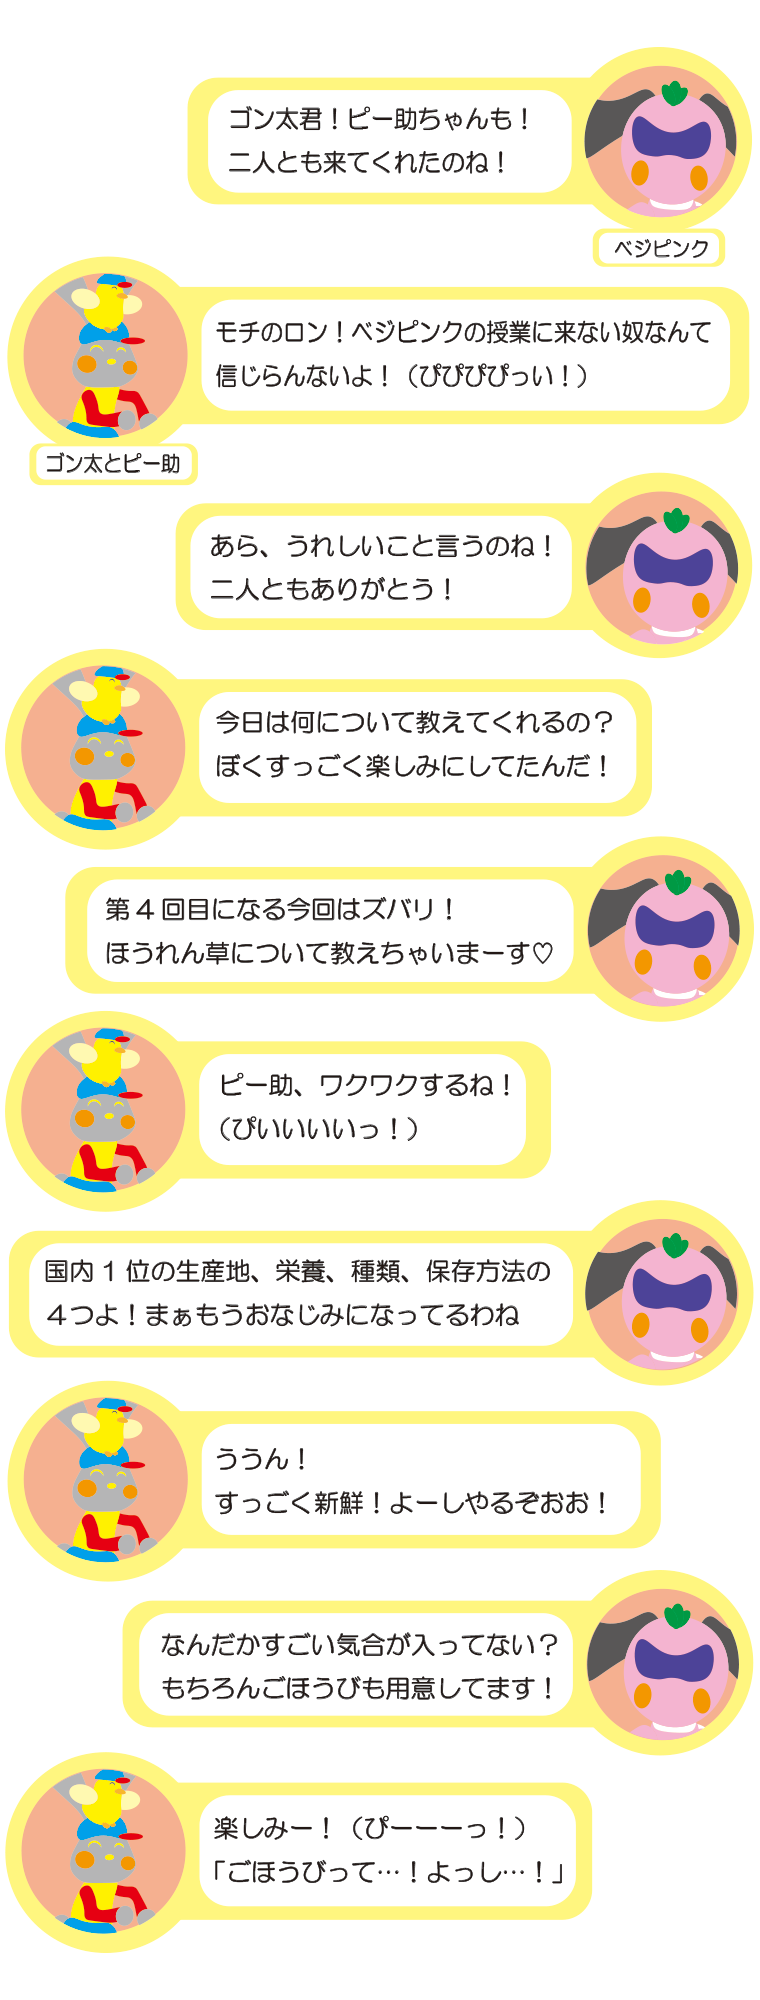 ゴン太君！ピー助ちゃんも！
二人とも来てくれたのね！
ベジピンク
モチのロン！ベジピンクの授業に来ない奴なんて
信じらんないよ！（ぴぴぴぴっい！）
ゴン太とピー助
あら、うれしいこと言うのね！
二人ともありがとう！
今日は何について教えてくれるの？
ぼくすっごく楽しみにしてたんだ！
第４回目になる今回はズバリ！
ほうれん草について教えちゃいまーす♡
ピー助、ワクワクするね！
（ぴいいいいっ！）
国内１位の生産地、栄養、種類、保存方法の
４つよ！まぁもうおなじみになってるわね
ううん！
すっごく新鮮！よーしやるぞおお！
なんだかすごい気合が入ってない？
もちろんごほうびも用意してます！
楽しみー！（ぴーーーっ！）
「ごほうびって…！よっし…！」